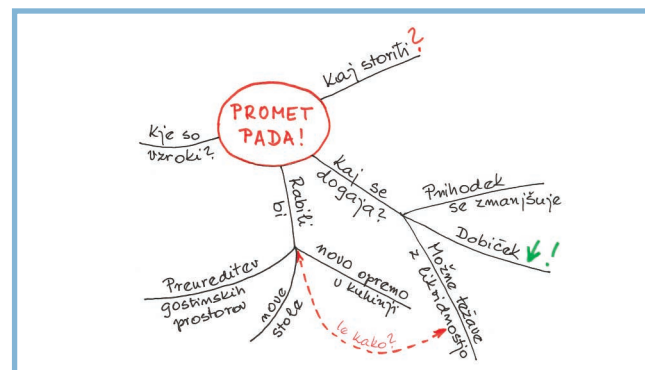 Kaj storiti?
PROMET
PADA!
Kje so
vzroki?
Kaj se
dogaja?
Rabili
bi
Prihodek
se zmanjšuje
Dobiček !
Možne težave
z likvidnostjo
Preureditev
gostinskih
prostorov
nove
stole
novo opremo
v kuhinji
le kako?